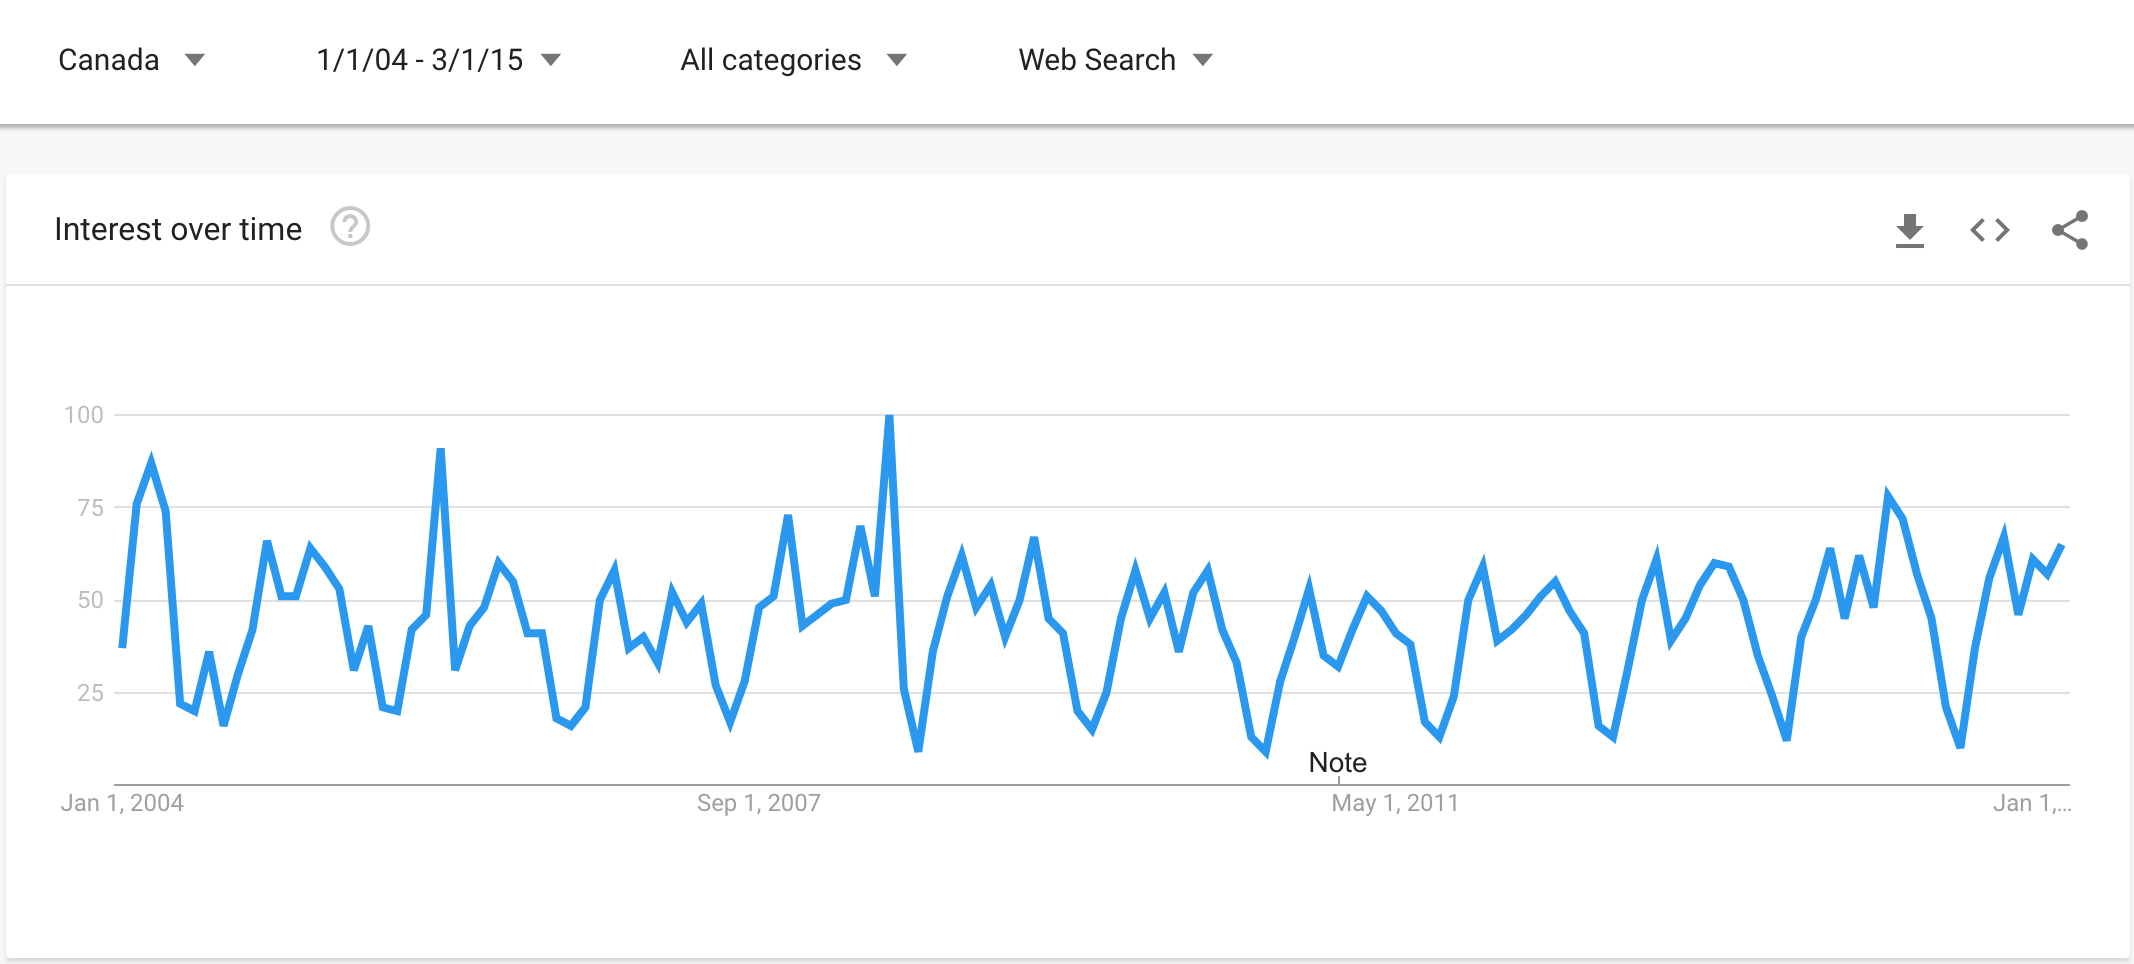 Canada 1/1/04 - 3/1/15 All categories Web Search
Interest over time ?
100
75
50
25
Note
Jan 1, 2004 Sep 1, 2007 May 1, 2011 Jan 1,...